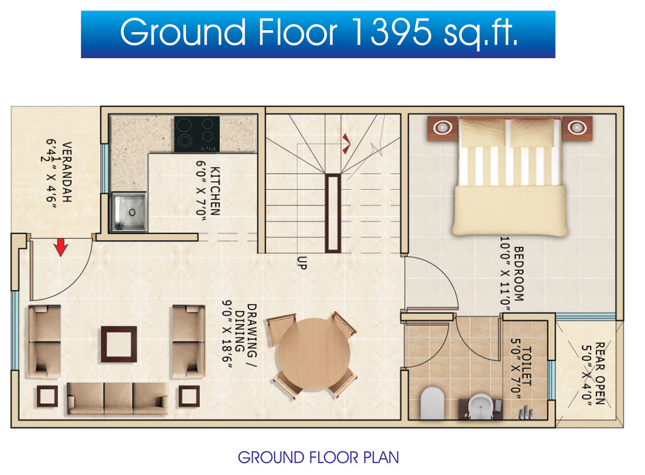 Ground Floor 1395 sq.ft.
VERANDAH
6'4½" X 4'6"
KITCHEN
6'0" X 7'0"
UP
BEDROOM
10'0" X 11'0"
DRAWING /
DINING
9'0" X 18'6"
TOILET
5'0" X 7'0"
REAR OPEN
5'0" X 4'0"
GROUND FLOOR PLAN